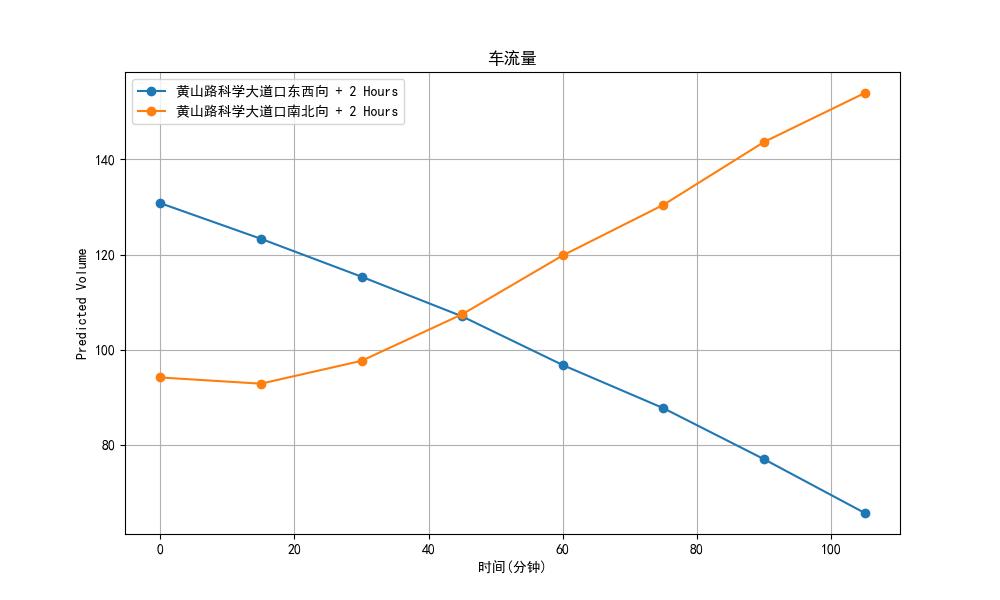 车流量
黄山路科学大道口东西向 + 2 Hours
黄山路科学大道口南北向 + 2 Hours
Predicted Volume
140
120
100
80
0 20 40 60 80 100
时间(分钟)